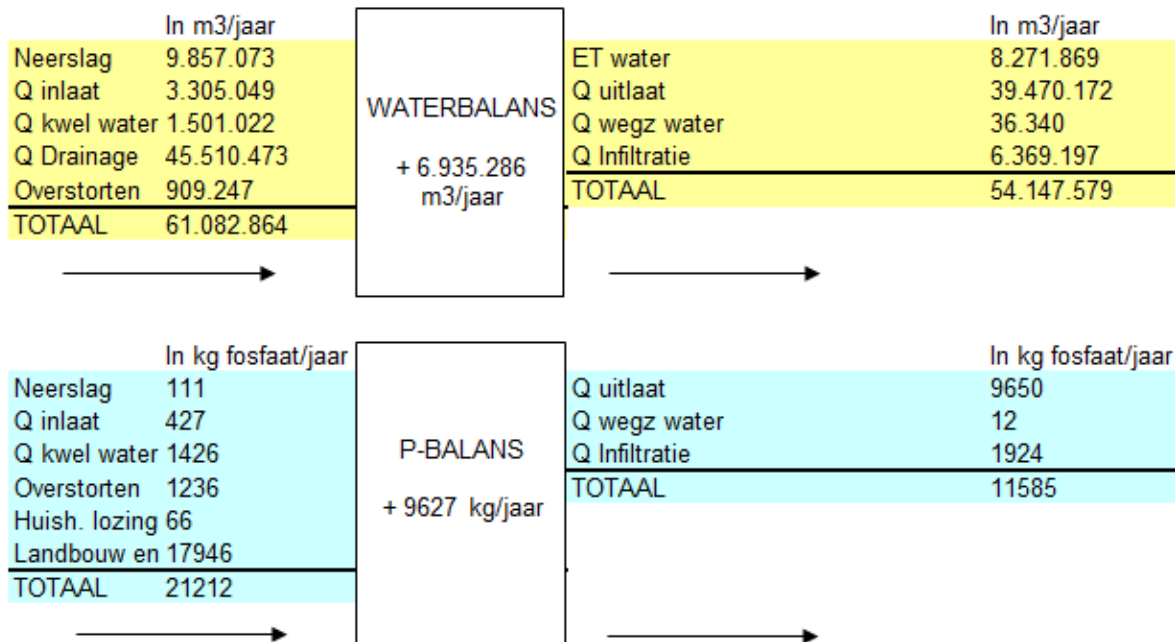 In m3/jaar
Neerslag 9.857.073
Q inlaat 3.305.049
Q kwel water 1.501.022
Q Drainage 45.510.473
Overstorten 909.247
TOTAAL 61.082.864
WATERBALANS
+ 6.935.286
m3/jaar
In m3/jaar
ET water 8.271.869
Q uitlaat 39.470.172
Q wegz water 36.340
Q Infiltratie 6.369.197
TOTAAL 54.147.579
In kg fosfaat/jaar
Neerslag 111
Q inlaat 427
Q kwel water 1426
Overstorten 1236
Huish. lozing 66
Landbouw en 17946
TOTAAL 21212
P-BALANS
+ 9627 kg/jaar
In kg fosfaat/jaar
Q uitlaat 9650
Q wegz water 12
Q Infiltratie 1924
TOTAAL 11585